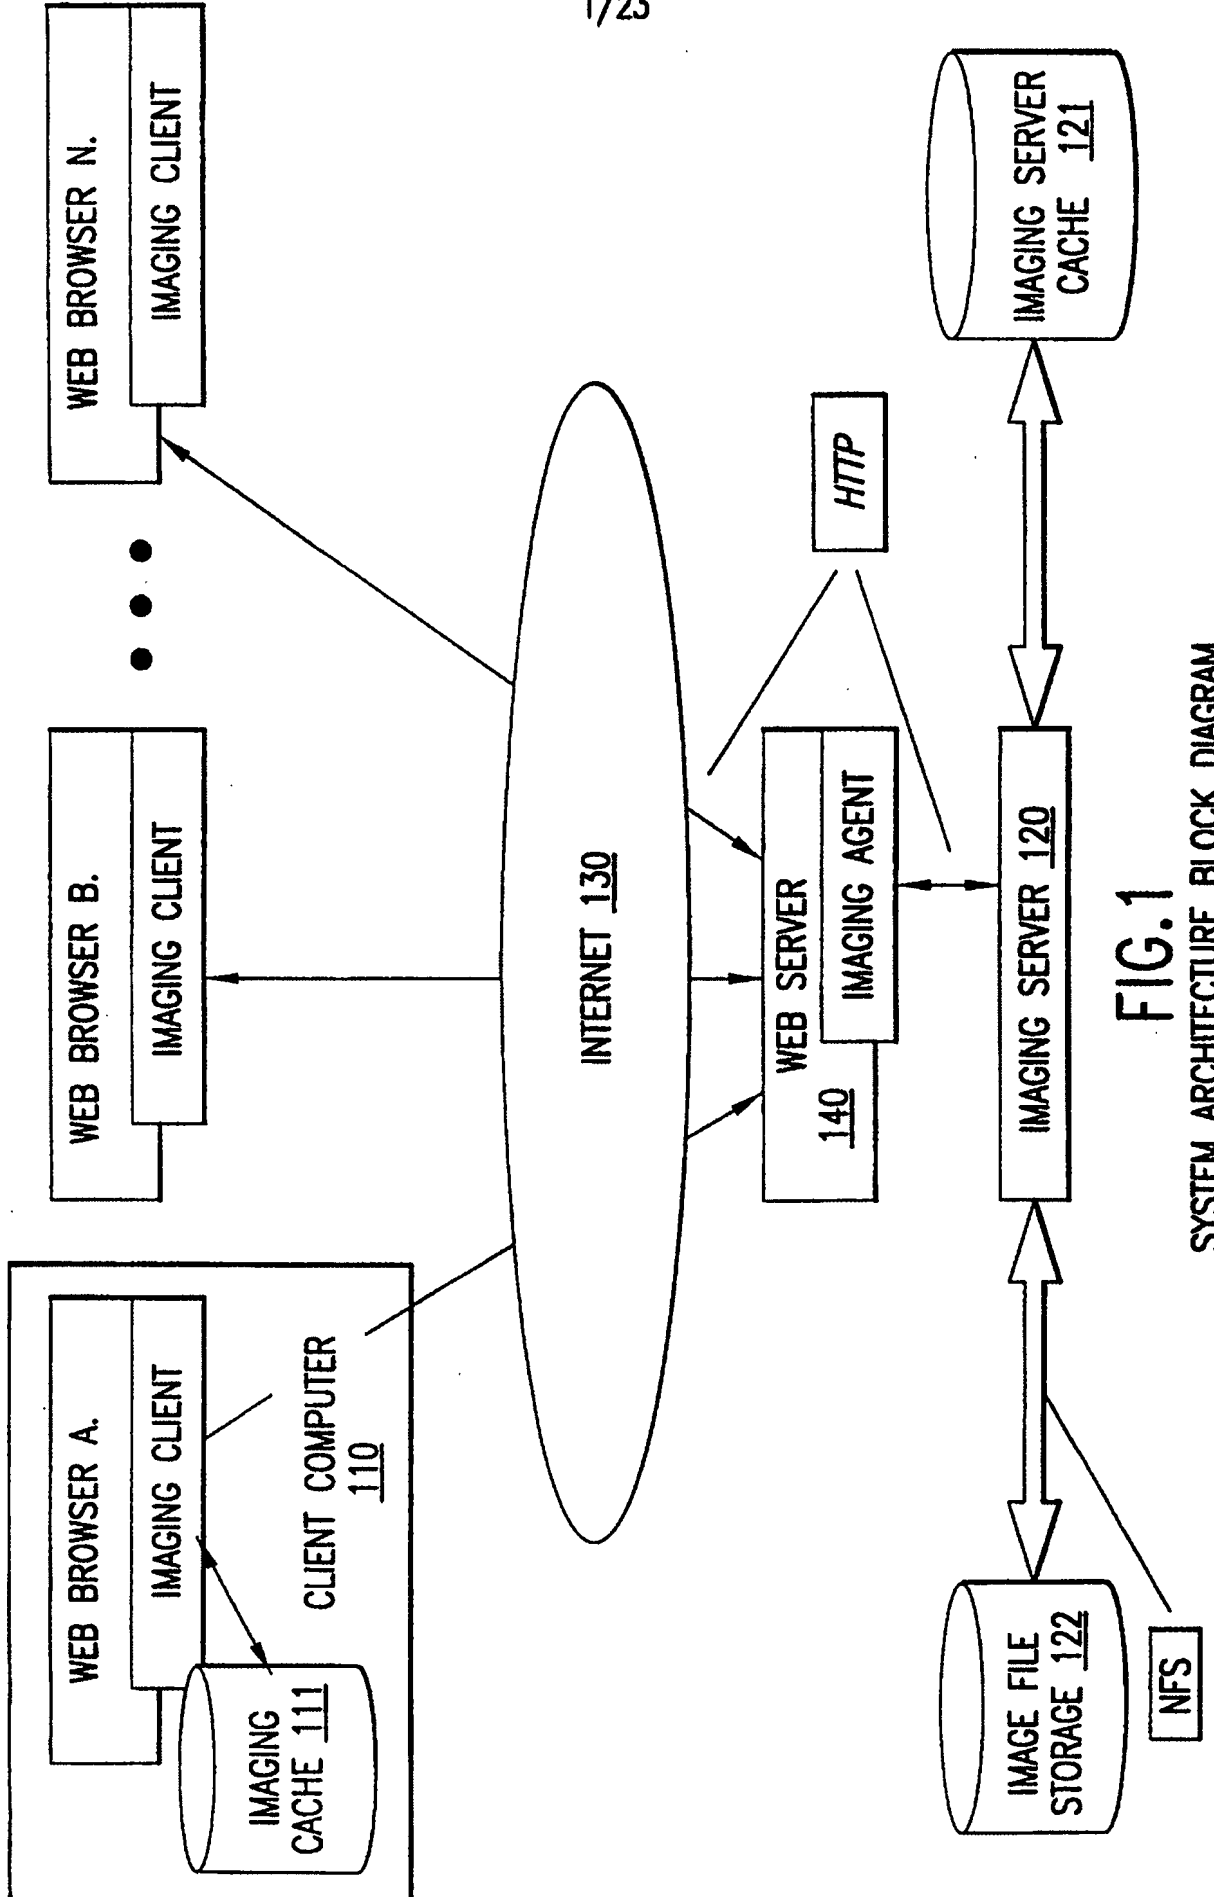 1/23
WEB BROWSER A.
IMAGING CLIENT
IMAGING
CACHE 111
CLIENT COMPUTER
110
WEB BROWSER B.
IMAGING CLIENT
WEB BROWSER N.
IMAGING CLIENT
INTERNET 130
WEB SERVER
140
IMAGING AGENT
HTTP
IMAGE FILE
STORAGE 122
NFS
IMAGING SERVER 120
IMAGING SERVER
CACHE 121
FIG.1
SYSTEM ARCHITECTURE BLOCK DIAGRAM